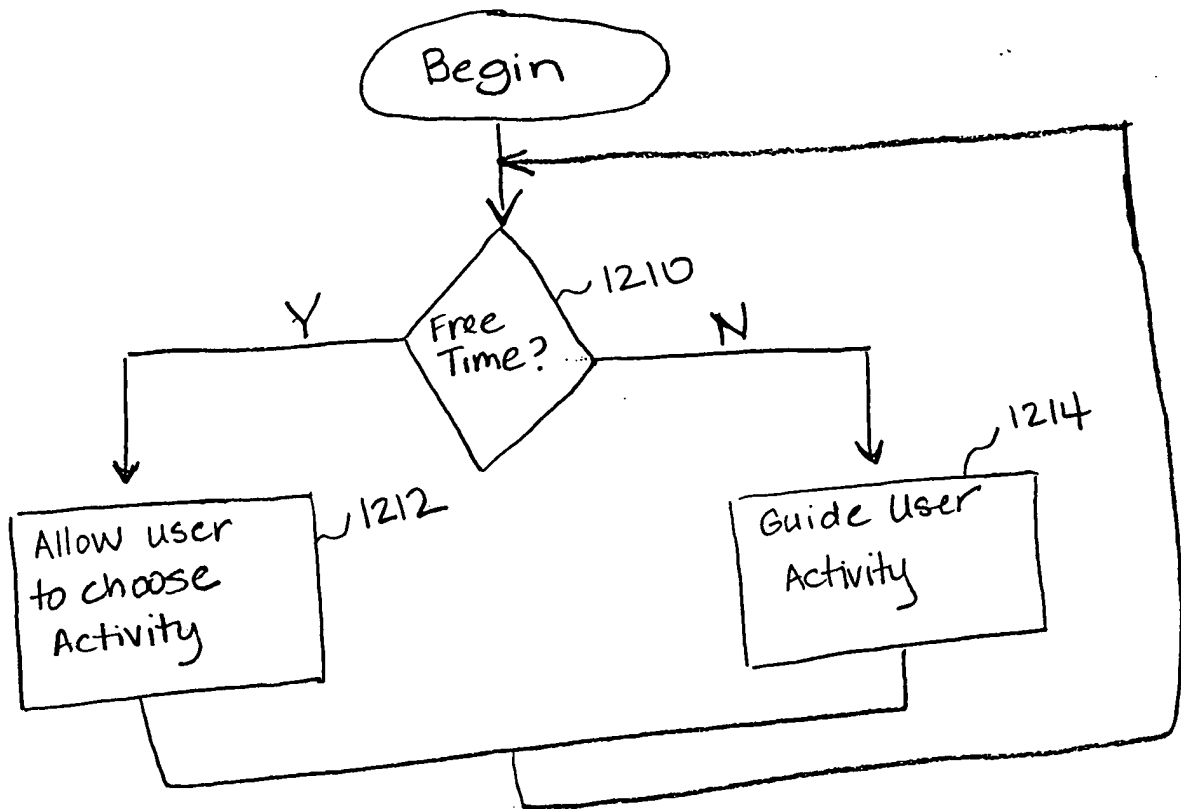 Begin
1210
Y
Free
Time?
N
1214
1212
Allow user
to choose
Activity
Guide User
Activity